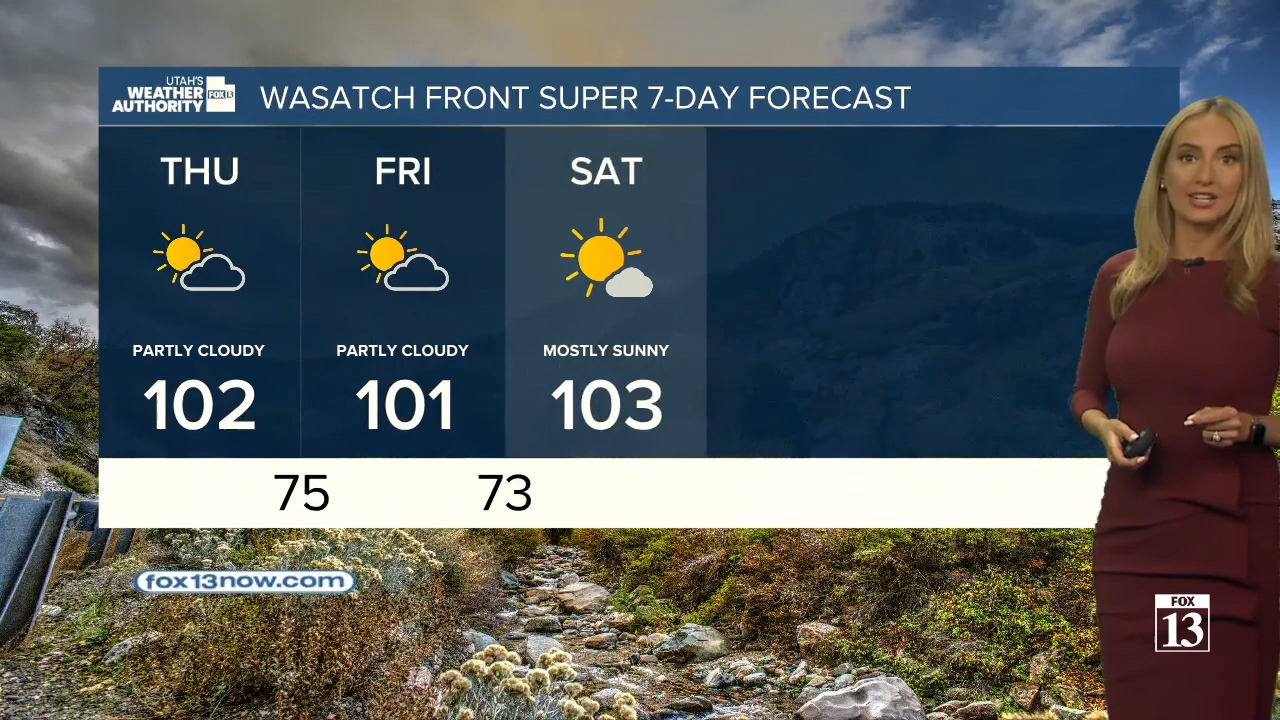 UTAH'S
WEATHER
AUTHORITY
FOX 13
WASATCH FRONT SUPER 7-DAY FORECAST
THU
FRI
SAT
PARTLY CLOUDY
PARTLY CLOUDY
MOSTLY SUNNY
102
101
103
75
73
fox13now.com
FOX
13